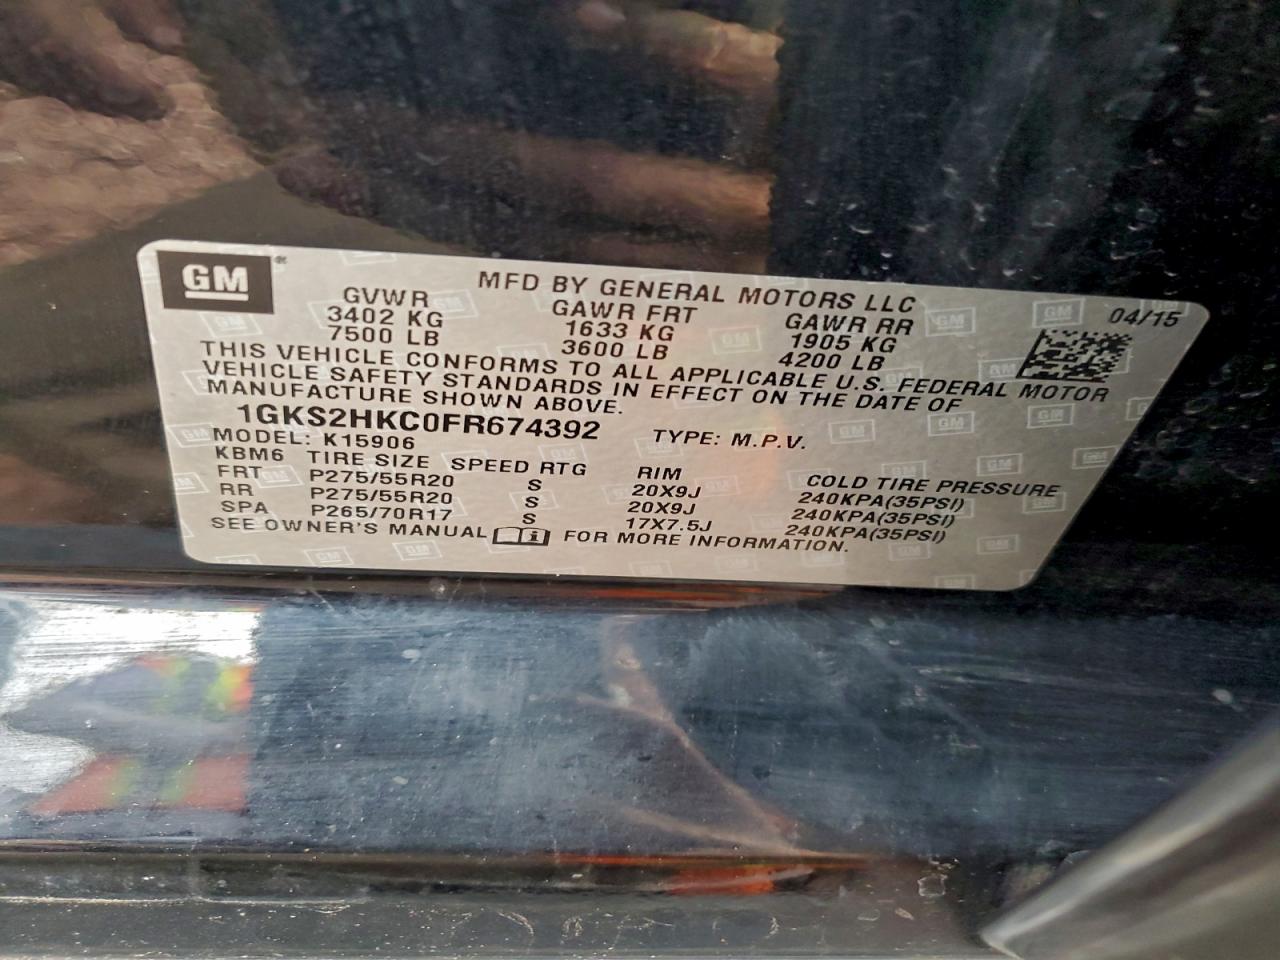 GM
MFD BY GENERAL MOTORS LLC
04/15
GVWR GAWR FRT GAWR RR
3402 KG 1633 KG 1905 KG
7500 LB 3600 LB 4200 LB
THIS VEHICLE CONFORMS TO ALL APPLICABLE U.S. FEDERAL MOTOR
VEHICLE SAFETY STANDARDS IN EFFECT ON THE DATE OF
MANUFACTURE SHOWN ABOVE.
1GKS2HKC0FR674392 TYPE: M.P.V.
MODEL: K15906
KBM6 TIRE SIZE SPEED RTG RIM COLD TIRE PRESSURE
FRT P275/55R20 S 20X9J 240KPA(35PSI)
RR P275/55R20 S 20X9J 240KPA(35PSI)
SPA P265/70R17 S 17X7.5J 240KPA(35PSI)
SEE OWNER'S MANUAL i FOR MORE INFORMATION.